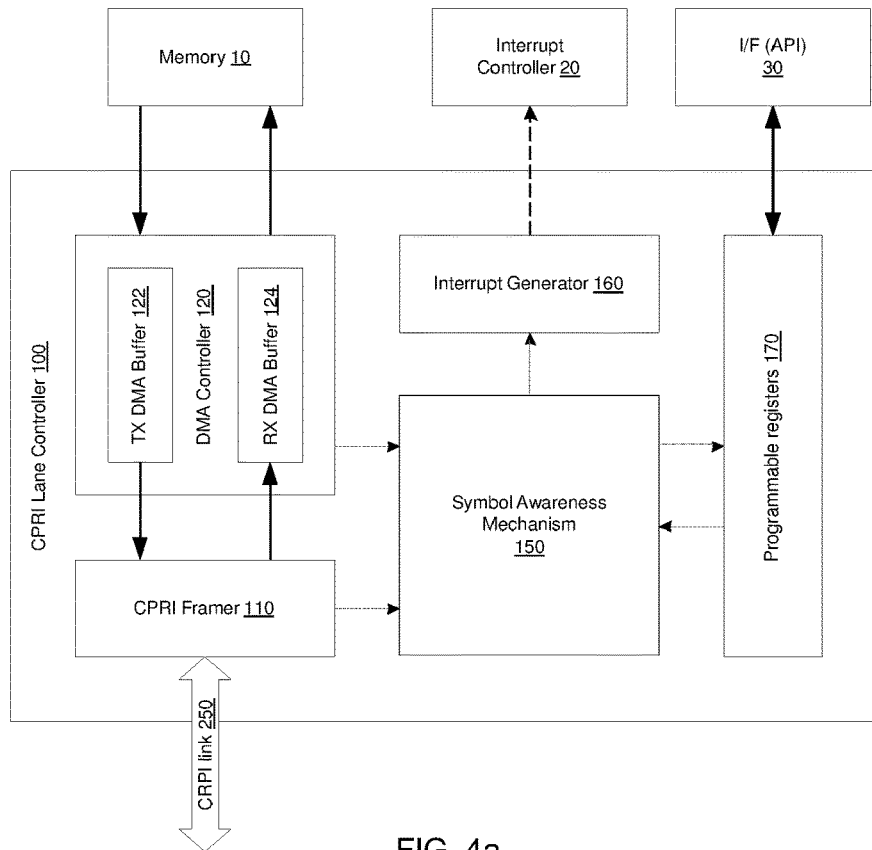 Memory 10
Interrupt
Controller 20
I/F (API)
30
CPRI Lane Controller 100
TX DMA Buffer 122
DMA Controller 120
RX DMA Buffer 124
Interrupt Generator 160
Programmable registers 170
Symbol Awareness
Mechanism
150
CPRI Framer 110
CRPI link 250
FIG. 4a